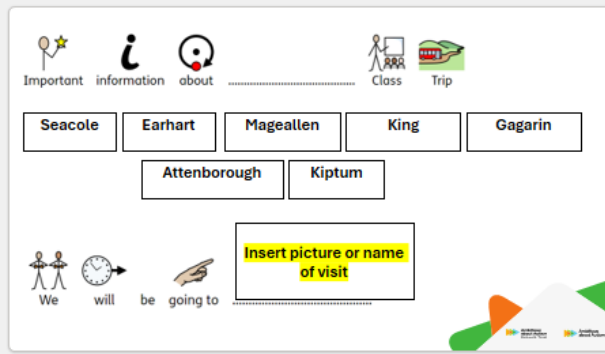 Important information about ........................ Class Trip
Seacole Earhart Mageallen King Gagarin
Attenborough Kiptum
Insert picture or name
of visit
We will be going to ........................